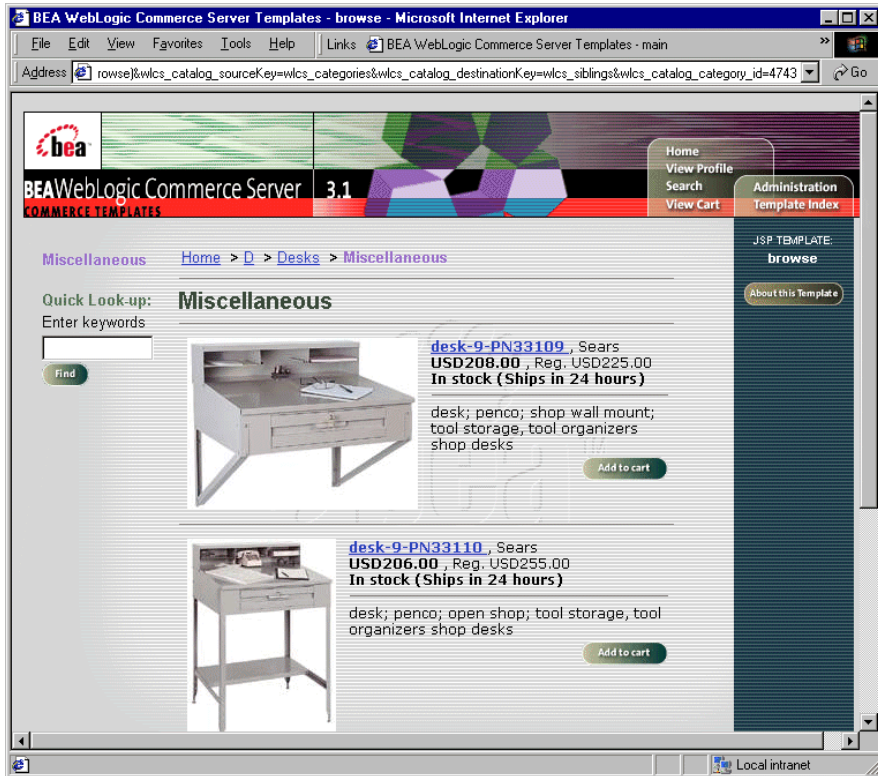 BEA WebLogic Commerce Server Templates - browse - Microsoft Internet Explorer
File Edit View Favorites Tools Help Links BEA WebLogic Commerce Server Templates - main »
Address rowse)&wlcs_catalog_sourceKey=wlcs_categories&wlcs_catalog_destinationKey=wlcs_siblings&wlcs_catalog_category_id=4743 Go
bea
BEA WebLogic Commerce Server 3.1
COMMERCE TEMPLATES
Home
View Profile
Search
View Cart
Administration
Template Index
JSP TEMPLATE:
browse
About this Template
Miscellaneous
Quick Look-up:
Enter keywords
Find
Home > D > Desks > Miscellaneous
Miscellaneous
desk-9-PN33109 , Sears
USD208.00 , Reg. USD225.00
In stock (Ships in 24 hours)
desk; penco; shop wall mount;
tool storage, tool organizers
shop desks
Add to cart
desk-9-PN33110 , Sears
USD206.00 , Reg. USD255.00
In stock (Ships in 24 hours)
desk; penco; open shop; tool storage, tool
organizers shop desks
Add to cart
Local intranet